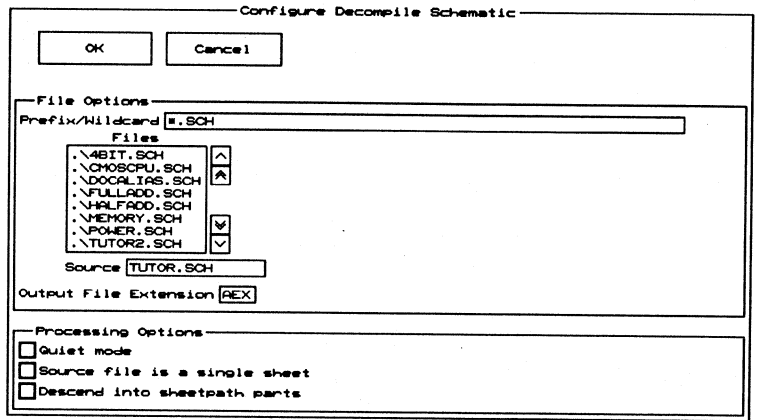 Configure Decompile Schematic
OK
Cancel
File Options
Prefix/Wildcard *.SCH
Files
.\4BIT.SCH
.\CMOSCPU.SCH
.\DOCALIAS.SCH
.\FULLADD.SCH
.\HALFADD.SCH
.\MEMORY.SCH
.\POWER.SCH
.\TUTOR2.SCH
Source TUTOR.SCH
Output File Extension AEX
Processing Options
Quiet mode
Source file is a single sheet
Descend into sheetpath parts